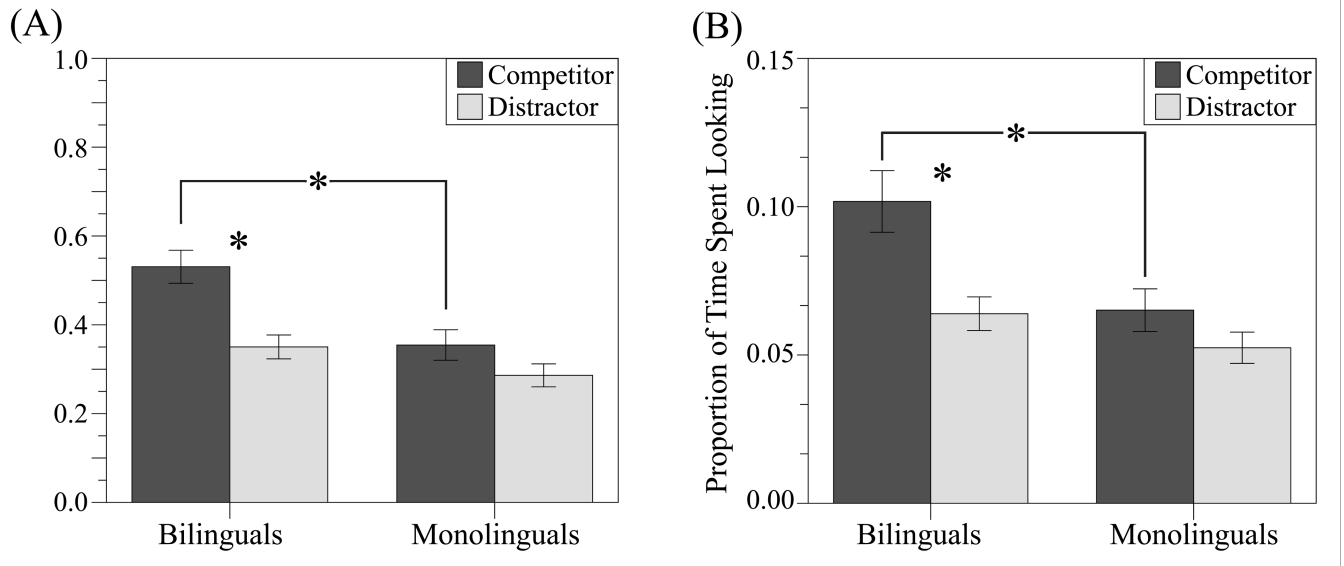 (A)
1.0
0.8
0.6
0.4
0.2
0.0
Competitor
Distractor
*
*
Bilinguals
Monolinguals
(B)
Proportion of Time Spent Looking
0.15
0.10
0.05
0.00
Competitor
Distractor
*
*
Bilinguals
Monolinguals